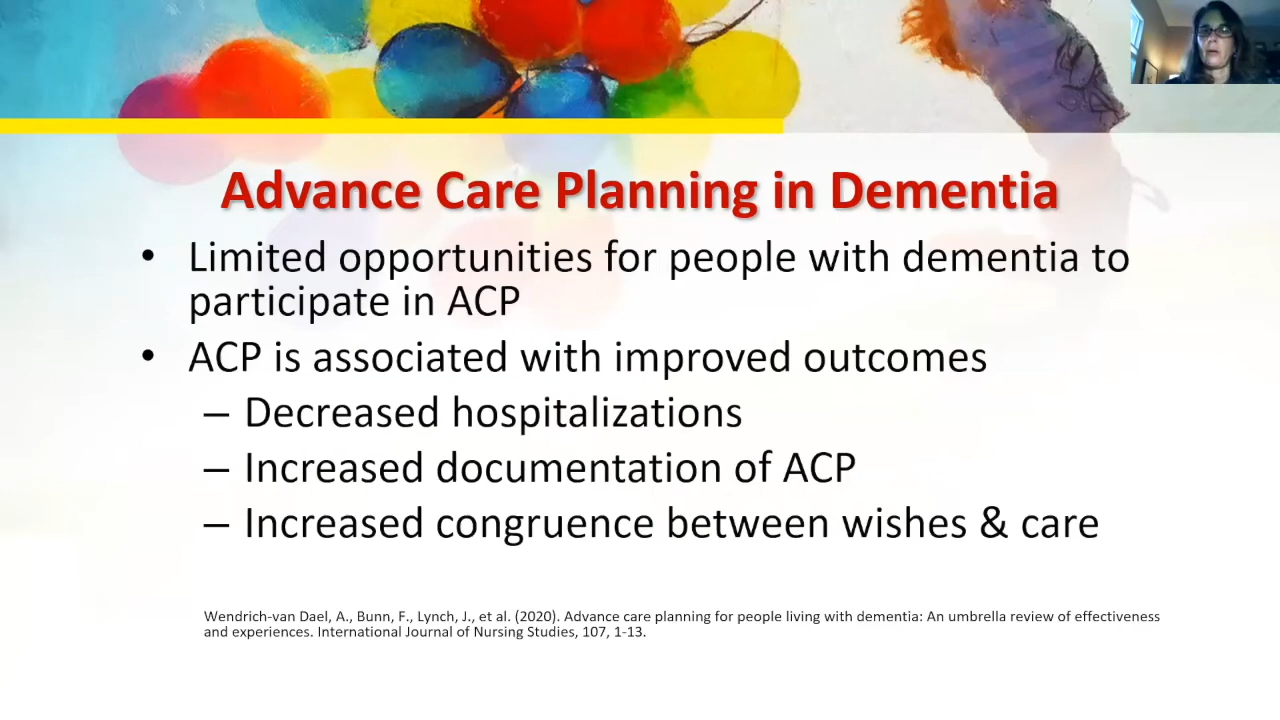 Advance Care Planning in Dementia
• Limited opportunities for people with dementia to
participate in ACP
• ACP is associated with improved outcomes
– Decreased hospitalizations
– Increased documentation of ACP
– Increased congruence between wishes & care
Wendrich-van Dael, A., Bunn, F., Lynch, J., et al. (2020). Advance care planning for people living with dementia: An umbrella review of effectiveness
and experiences. International Journal of Nursing Studies, 107, 1-13.